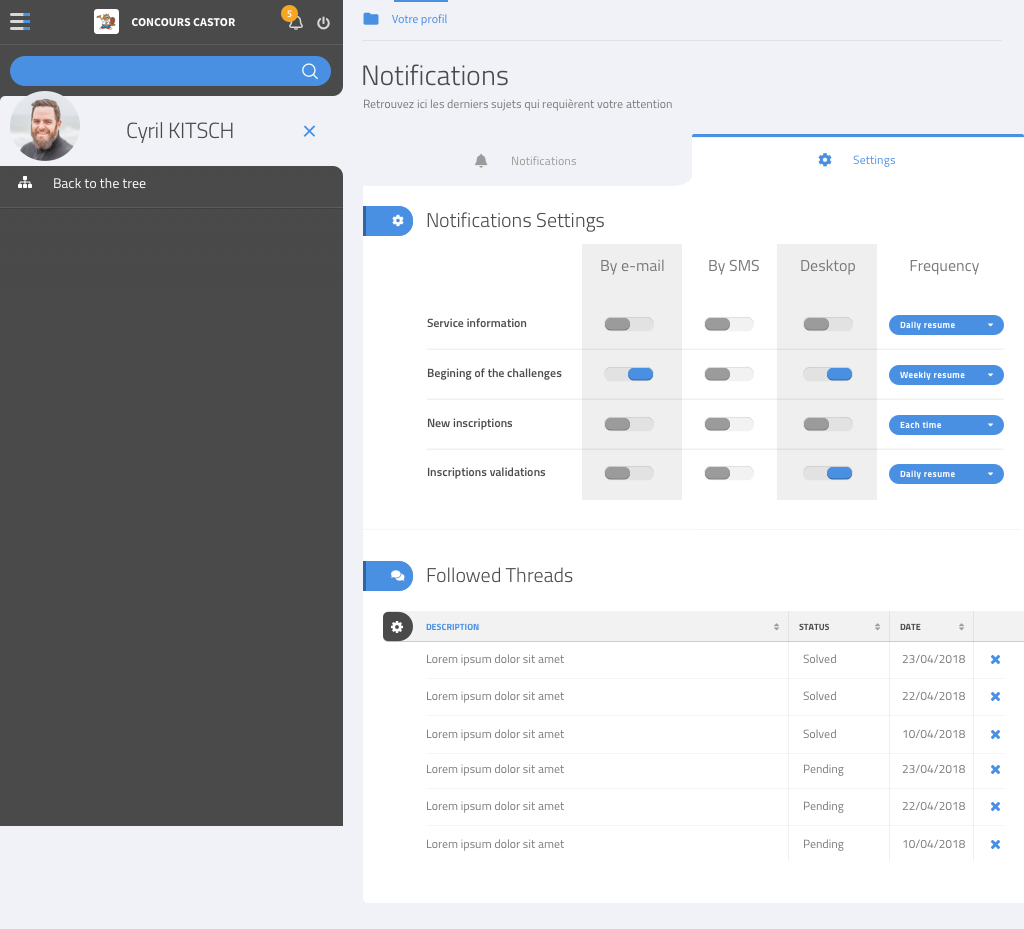 CONCOURS CASTOR
5
Cyril KITSCH
Back to the tree
Votre profil
Notifications
Retrouvez ici les derniers sujets qui requièrent votre attention
Notifications
Settings
Notifications Settings
By e-mail By SMS Desktop Frequency
Service information Daily resume
Begining of the challenges Weekly resume
New inscriptions Each time
Inscriptions validations Daily resume
Followed Threads
DESCRIPTION STATUS DATE
Lorem ipsum dolor sit amet Solved 23/04/2018
Lorem ipsum dolor sit amet Solved 22/04/2018
Lorem ipsum dolor sit amet Solved 10/04/2018
Lorem ipsum dolor sit amet Pending 23/04/2018
Lorem ipsum dolor sit amet Pending 22/04/2018
Lorem ipsum dolor sit amet Pending 10/04/2018